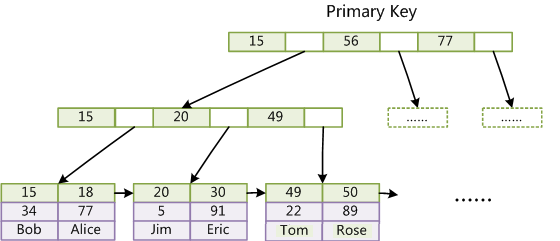 Primary Key
15 56 77
15 20 49
...... ......
15 18 20 30 49 50
34 77 5 91 22 89
Bob Alice Jim Eric Tom Rose
......